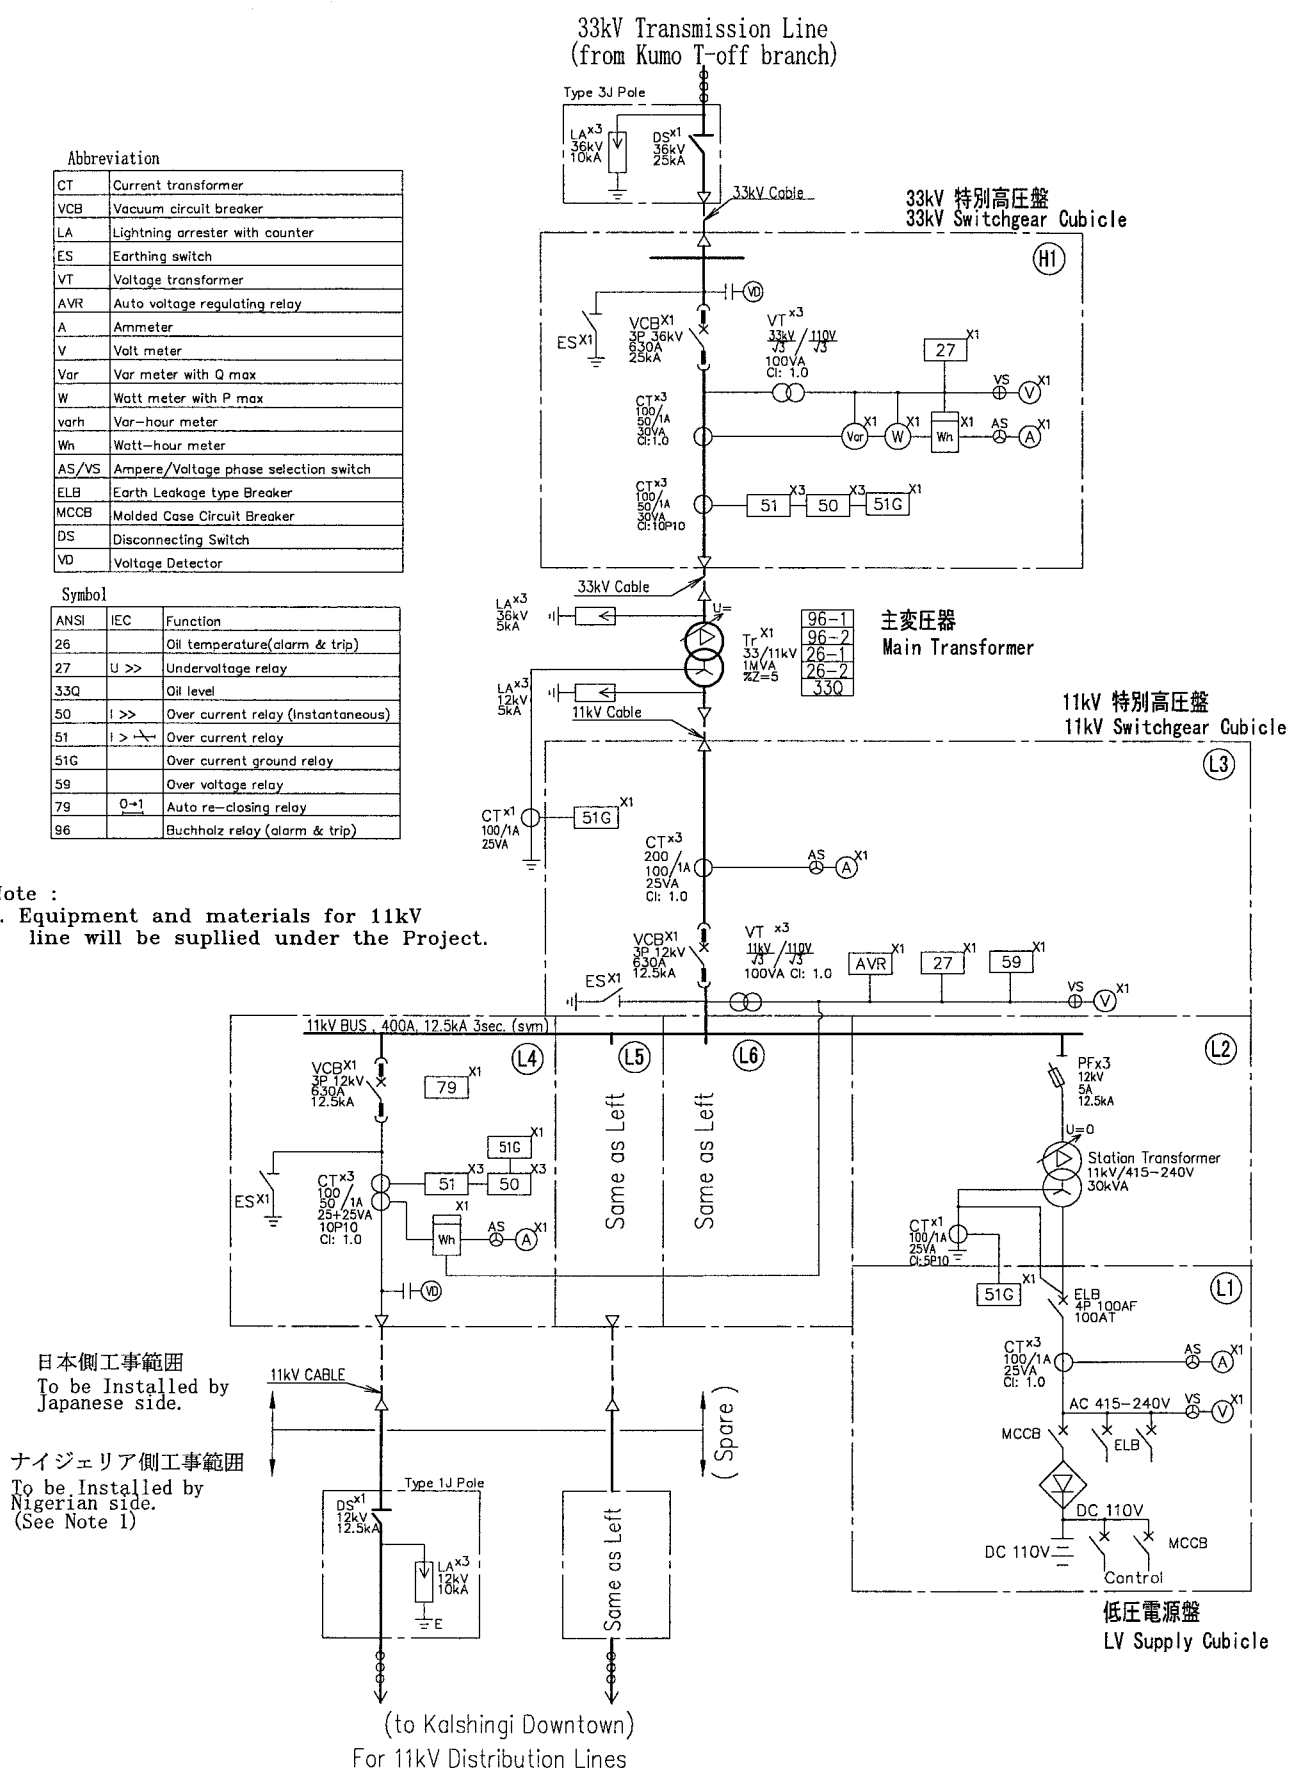 33kV Transmission Line
(from Kumo T-off branch)
Type 3J Pole
LA x3
36kV
10kA
DS x1
36kV
25kA
33kV Cable
Abbreviation
CT Current transformer
VCB Vacuum circuit breaker
LA Lightning arrester with counter
ES Earthing switch
VT Voltage transformer
AVR Auto voltage regulating relay
A Ammeter
V Volt meter
Var Var meter with Q max
W Watt meter with P max
varh Var-hour meter
Wh Watt-hour meter
AS/VS Ampere/Voltage phase selection switch
ELB Earth Leakage type Breaker
MCCB Molded Case Circuit Breaker
DS Disconnecting Switch
VD Voltage Detector
Symbol
ANSI IEC Function
26 Oil temperature(alarm & trip)
27 U >> Undervoltage relay
33Q Oil level
50 I >> Over current relay (Instantaneous)
51 I > Over current relay
51G Over current ground relay
59 Over voltage relay
79 0→1 Auto re-closing relay
96 Buchholz relay (alarm & trip)
Note :
. Equipment and materials for 11kV
line will be supllied under the Project.
33kV 特別高圧盤
33kV Switchgear Cubicle
H1
VD
ES X1
VCB X1
3P 36kV
630A
25kA
VT x3
33kV/√3 / 110V/√3
100VA
Cl: 1.0
27 X1
VS V X1
CT x3
100/
50/1A
30VA
Cl:1.0
Var X1 W X1 Wh X1 AS A X1
CT x3
100/
50/1A
30VA
Cl:10P10
51 X3 50 X3 51G X1
33kV Cable
LA x3
36kV
5kA
U=
Tr X1
33/11kV
1MVA
%Z=5
96-1
96-2
26-1
26-2
33Q
主変圧器
Main Transformer
LA x3
12kV
5kA
11kV Cable
11kV 特別高圧盤
11kV Switchgear Cubicle
L3
CT x1
100/1A
25VA
51G X1
CT x3
200
100/1A
25VA
Cl: 1.0
AS A X1
VCB X1
3P 12kV
630A
12.5kA
VT x3
11kV/√3 / 110V/√3
100VA Cl: 1.0
AVR X1 27 X1 59 X1
ES X1
VS V X1
11kV BUS , 400A, 12.5kA 3sec. (sym)
L4
L5
L6
L2
VCB X1
3P 12kV
630A
12.5kA
79 X1
51G X1
51 X3 50 X3
ES X1
CT x3
100
50/1A
25+25VA
10P10
Cl: 1.0
Wh X1 AS A X1
VD
Same as Left
Same as Left
PFx3
12kV
5A
12.5kA
U=0
Station Transformer
11kV/415-240V
30kVA
CT x1
100/1A
25VA
Cl:5P10
51G X1
L1
ELB
4P 100AF
100AT
CT x3
100/1A
25VA
Cl: 1.0
AS A X1
AC 415-240V
VS V X1
MCCB
ELB
DC 110V
DC 110V
MCCB
Control
低圧電源盤
LV Supply Cubicle
日本側工事範囲
To be Installed by
Japanese side.
11kV CABLE
(Spare)
ナイジェリア側工事範囲
To be Installed by
Nigerian side.
(See Note 1)
Type 1J Pole
DS x1
12kV
12.5kA
LA x3
12kV
10kA
E
Same as Left
(to Kalshingi Downtown)
For 11kV Distribution Lines